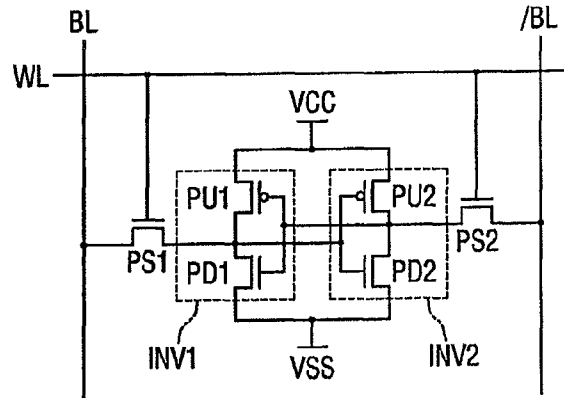 BL
/BL
WL
VCC
PU1
PU2
PS1
PS2
PD1
PD2
INV1
VSS
INV2